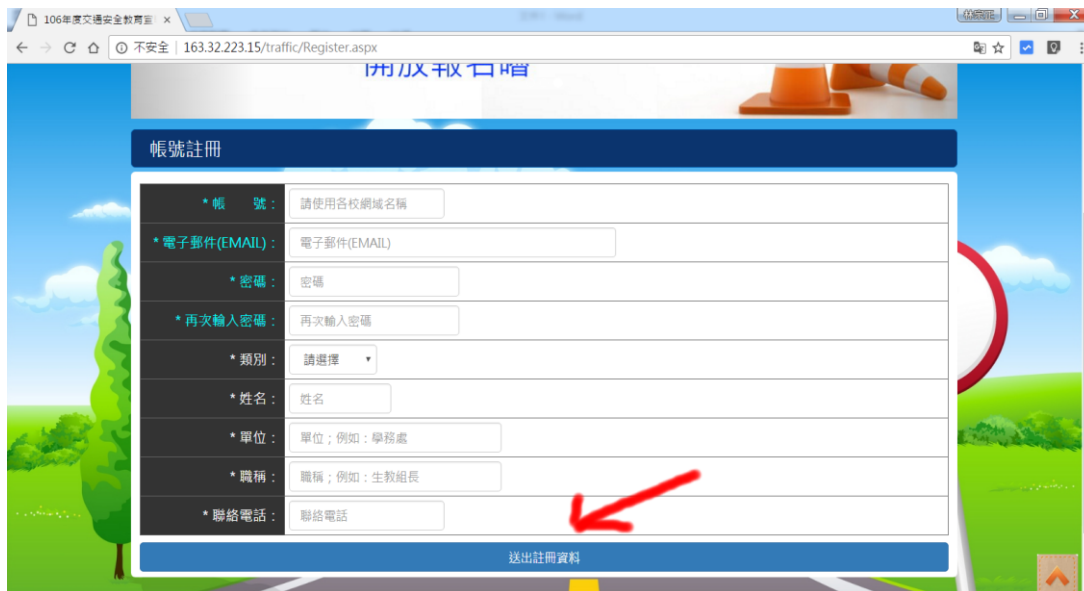 106年度交通安全教育宣
不安全 | 163.32.223.15/traffic/Register.aspx
開放報名嚕
帳號註冊
* 帳 號： 請使用各校網域名稱
* 電子郵件(EMAIL)： 電子郵件(EMAIL)
* 密碼： 密碼
* 再次輸入密碼： 再次輸入密碼
* 類別： 請選擇
* 姓名： 姓名
* 單位： 單位；例如：學務處
* 職稱： 職稱；例如：生教組長
* 聯絡電話： 聯絡電話
送出註冊資料